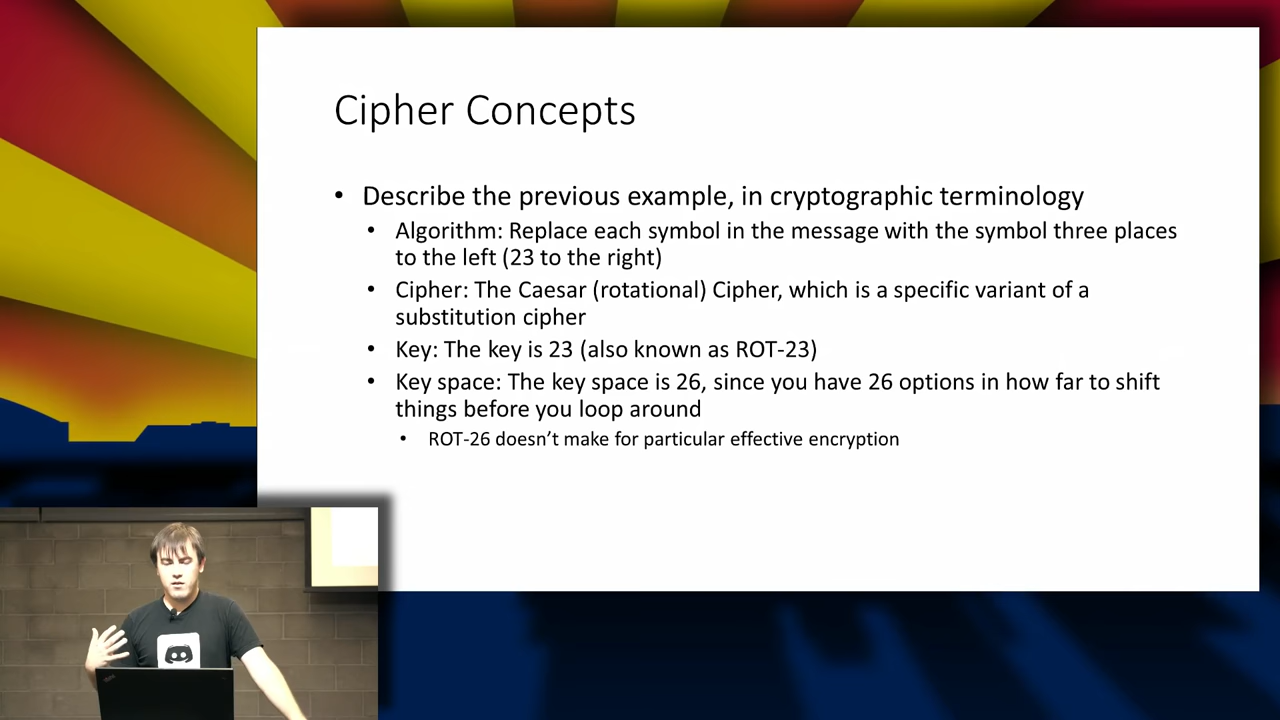 Cipher Concepts
• Describe the previous example, in cryptographic terminology
• Algorithm: Replace each symbol in the message with the symbol three places
to the left (23 to the right)
• Cipher: The Caesar (rotational) Cipher, which is a specific variant of a
substitution cipher
• Key: The key is 23 (also known as ROT-23)
• Key space: The key space is 26, since you have 26 options in how far to shift
things before you loop around
• ROT-26 doesn’t make for particular effective encryption